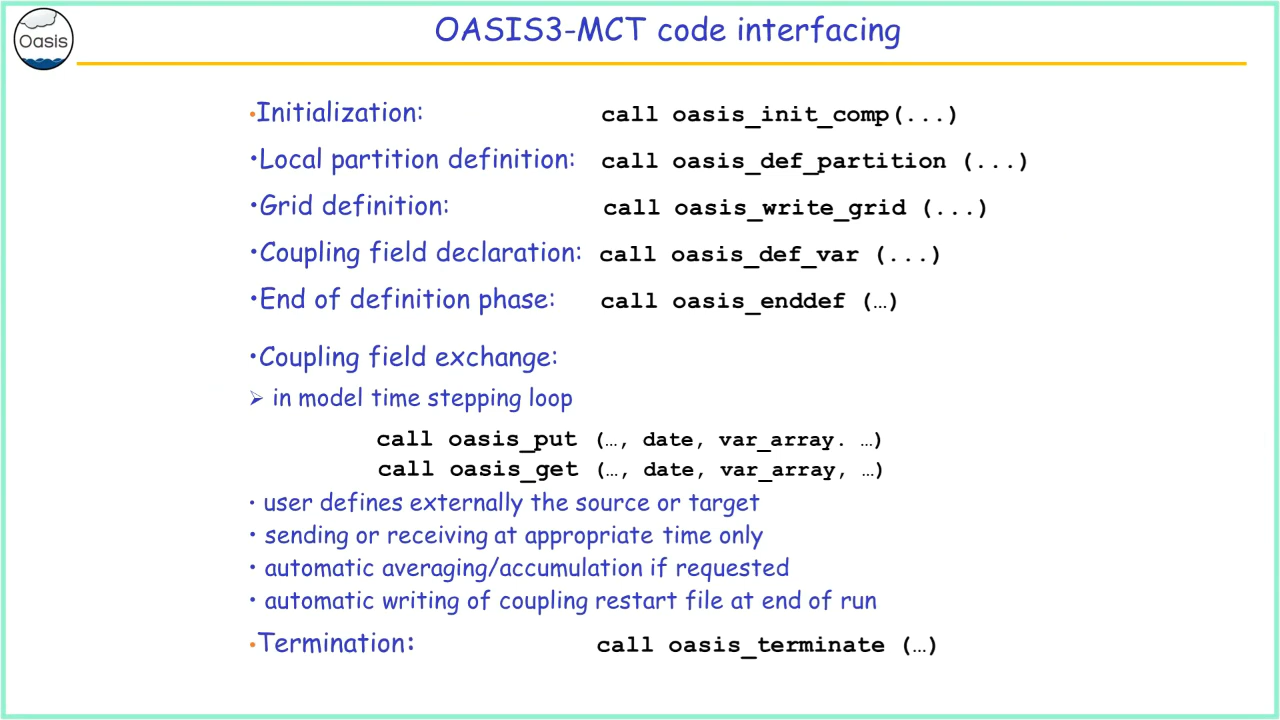 Oasis
OASIS3-MCT code interfacing
•Initialization: call oasis_init_comp(...)
•Local partition definition: call oasis_def_partition (...)
•Grid definition: call oasis_write_grid (...)
•Coupling field declaration: call oasis_def_var (...)
•End of definition phase: call oasis_enddef (…)
•Coupling field exchange:
➢ in model time stepping loop
call oasis_put (…, date, var_array. …)
call oasis_get (…, date, var_array, …)
• user defines externally the source or target
• sending or receiving at appropriate time only
• automatic averaging/accumulation if requested
• automatic writing of coupling restart file at end of run
•Termination: call oasis_terminate (…)